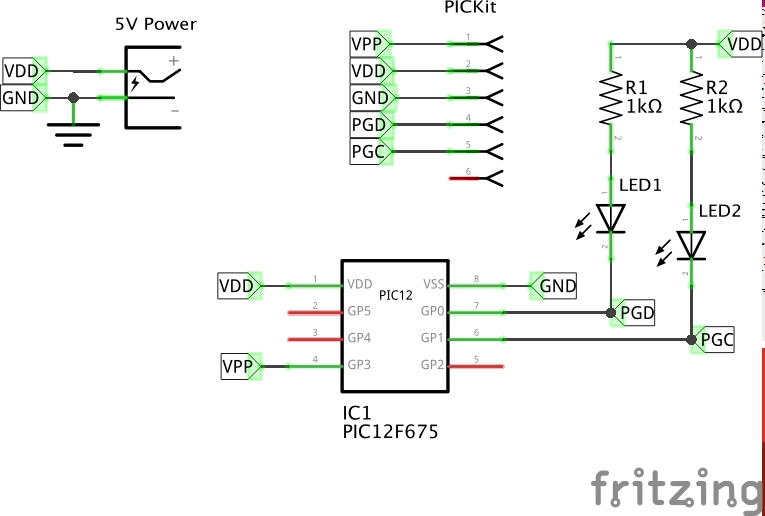 PICKit
5V Power
VPP 1
VDD 2
GND 3
PGD 4
PGC 5
6
VDD +
GND −
VDD
1 1
R1 R2
1kΩ 1kΩ
2 2
LED1
1 2
LED2
1 2
VDD 1 VDD VSS 8 GND
PIC12
2 GP5 GP0 7 PGD
3 GP4 GP1 6 PGC
VPP 4 GP3 GP2 5
IC1
PIC12F675
fritzing